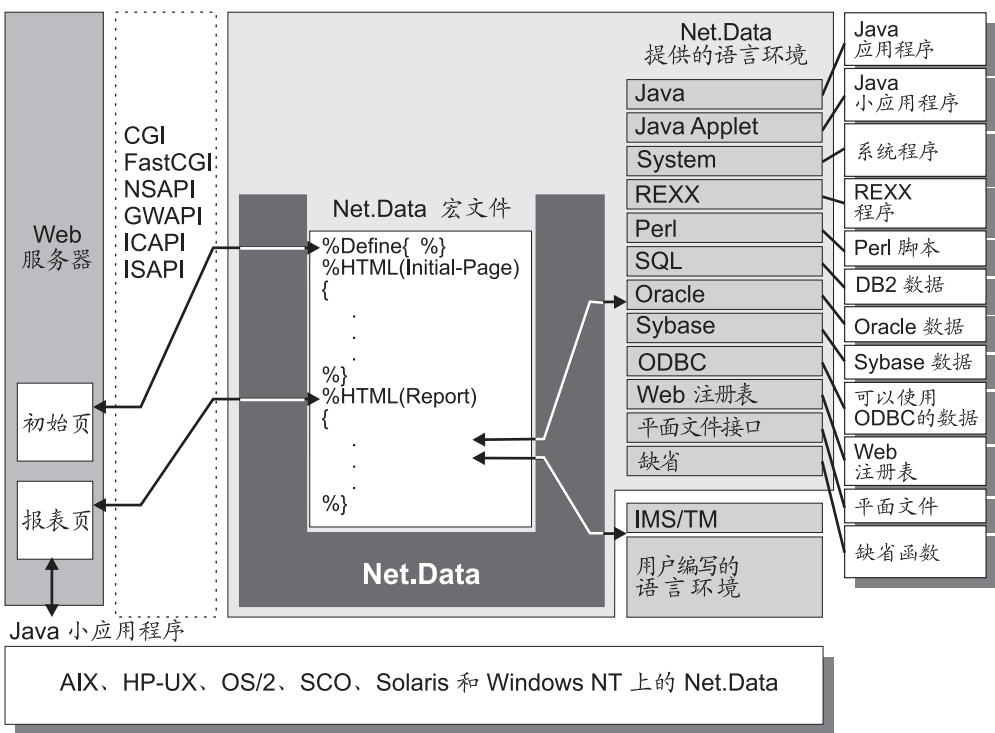 Web
服务器
初始页
报表页
Java 小应用程序
CGI
FastCGI
NSAPI
GWAPI
ICAPI
ISAPI
Net.Data 宏文件
%Define{ %}
%HTML(Initial-Page)
{
.
.
.
%}
%HTML(Report)
{
.
.
.
%}
Net.Data
Net.Data
提供的语言环境
Java
Java Applet
System
REXX
Perl
SQL
Oracle
Sybase
ODBC
Web 注册表
平面文件接口
缺省
IMS/TM
用户编写的
语言环境
Java
应用程序
Java
小应用程序
系统程序
REXX
程序
Perl 脚本
DB2 数据
Oracle 数据
Sybase 数据
可以使用
ODBC的数据
Web
注册表
平面文件
缺省函数
AIX、HP-UX、OS/2、SCO、Solaris 和 Windows NT 上的 Net.Data